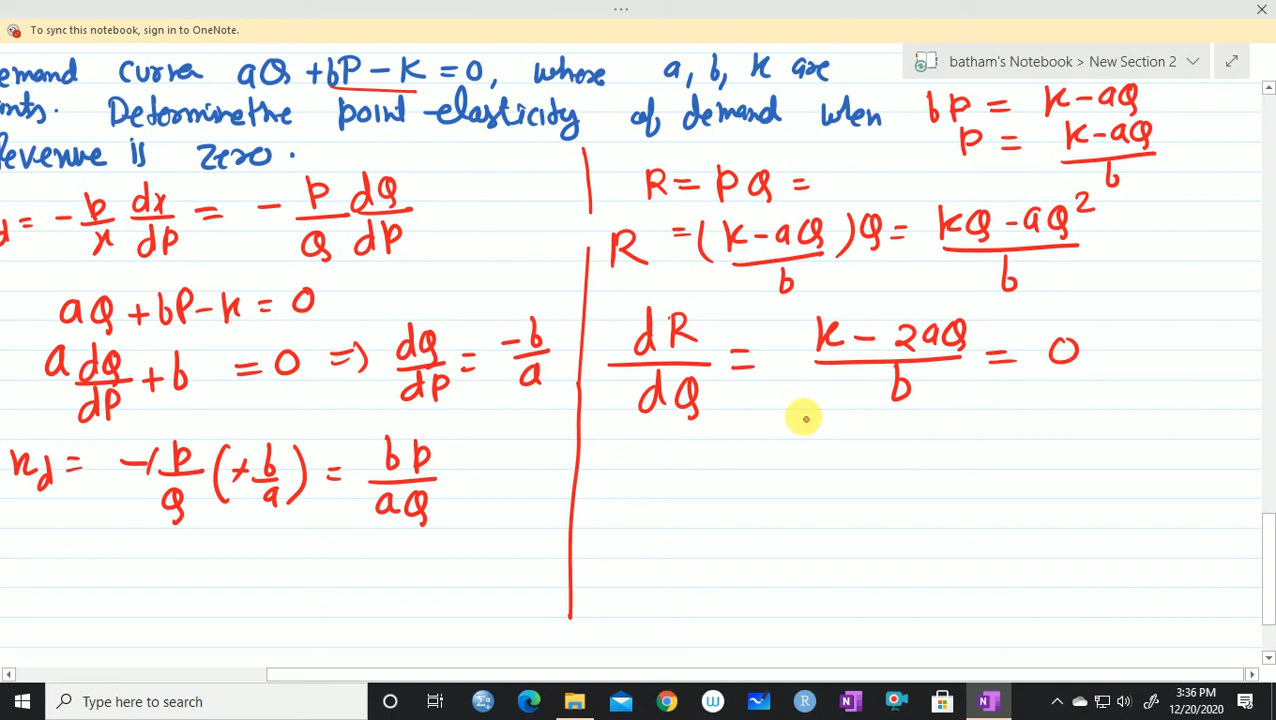 To sync this notebook, sign in to OneNote.
batham's Notebook > New Section 2
emand curve aQ + bP - K = 0, whose a, b, k are
nts. Determine the point elasticity of demand when
Revenue is zero.
bP = k - aQ
P = (k - aQ)/b
d = - p/x dx/dp = - P/Q dQ/dP
aQ + bP - k = 0
a dQ/dP + b = 0 => dQ/dP = -b/a
nd = - P/Q (+ b/a) = bP/aQ
R = PQ =
R = ((k - aQ)/b) Q = (kQ - aQ²)/b
dR/dQ = (k - 2aQ)/b = 0
Type here to search
3:36 PM
12/20/2020